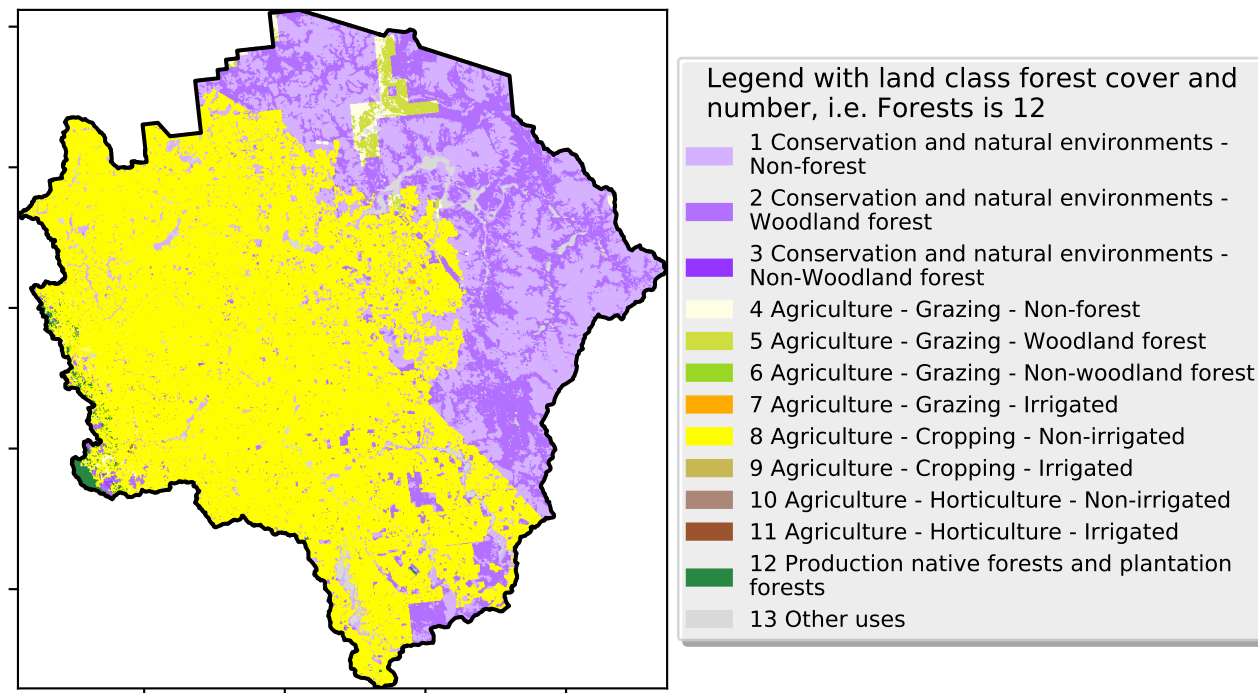 Legend with land class forest cover and
number, i.e. Forests is 12
1 Conservation and natural environments -
Non-forest
2 Conservation and natural environments -
Woodland forest
3 Conservation and natural environments -
Non-Woodland forest
4 Agriculture - Grazing - Non-forest
5 Agriculture - Grazing - Woodland forest
6 Agriculture - Grazing - Non-woodland forest
7 Agriculture - Grazing - Irrigated
8 Agriculture - Cropping - Non-irrigated
9 Agriculture - Cropping - Irrigated
10 Agriculture - Horticulture - Non-irrigated
11 Agriculture - Horticulture - Irrigated
12 Production native forests and plantation
forests
13 Other uses